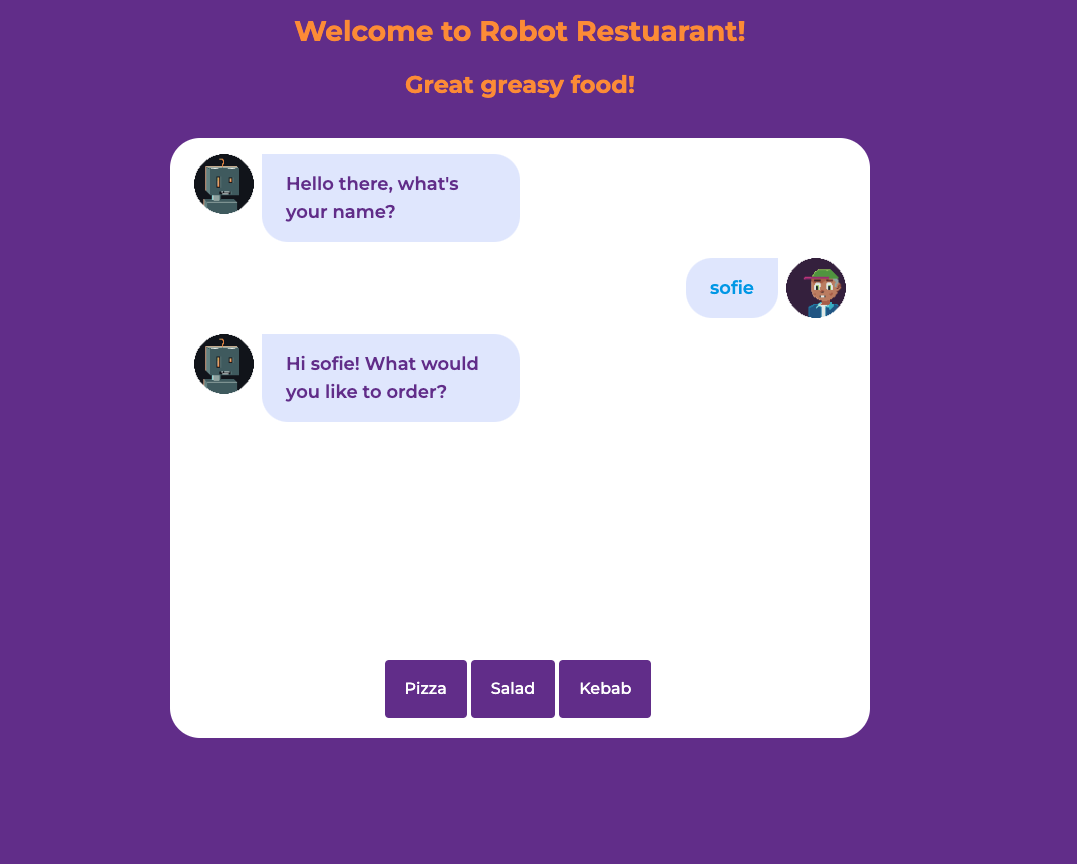 Welcome to Robot Restuarant!
Great greasy food!
Hello there, what's
your name?
sofie
Hi sofie! What would
you like to order?
Pizza
Salad
Kebab